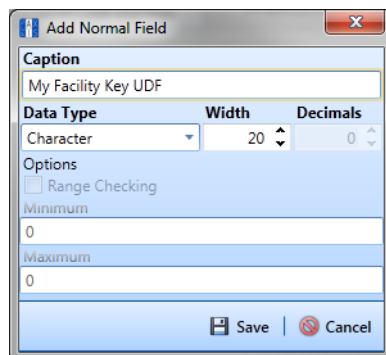 Add Normal Field
Caption
My Facility Key UDF
Data Type Width Decimals
Character 20 0
Options
Range Checking
Minimum
0
Maximum
0
Save Cancel